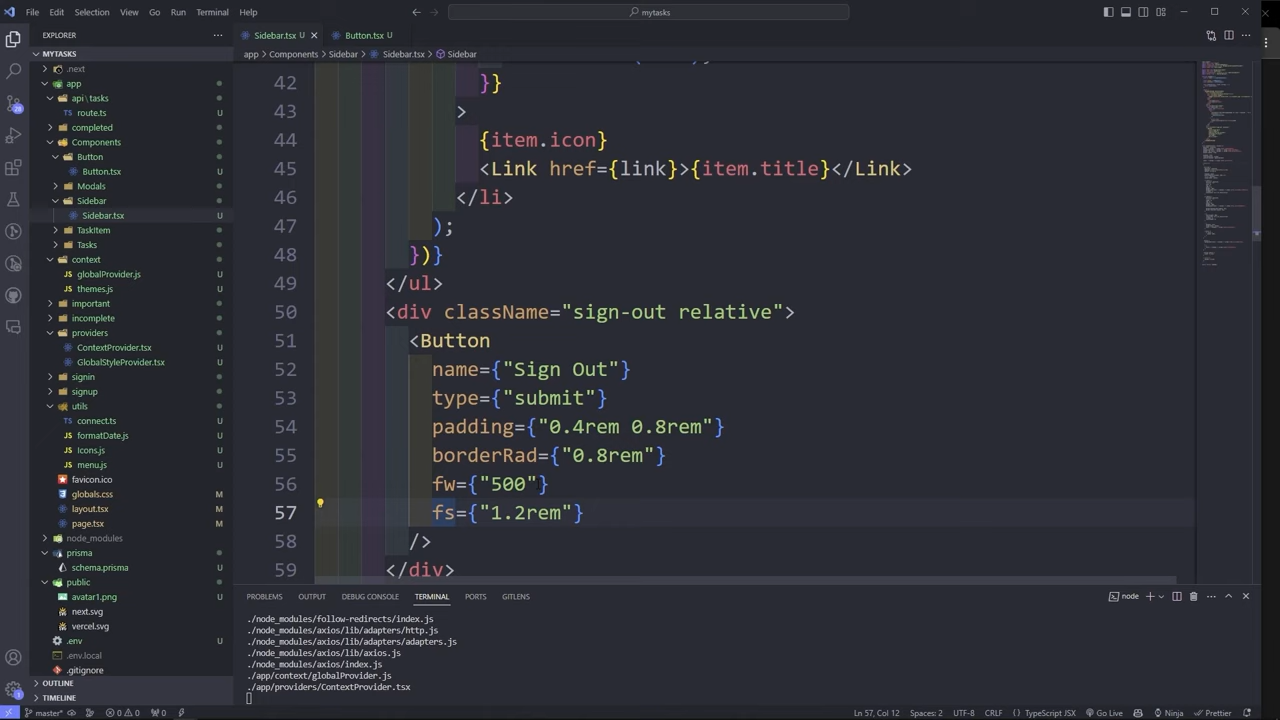 File Edit Selection View Go Run Terminal Help
mytasks
EXPLORER
Sidebar.tsx U
Button.tsx U
MYTASKS
app > Components > Sidebar > Sidebar.tsx > Sidebar
.next
app
api\tasks
route.ts U
completed
Components
Button
Button.tsx U
Modals
Sidebar
Sidebar.tsx U
TaskItem
Tasks
context
globalProvider.js U
themes.js U
important
incomplete
providers
ContextProvider.tsx U
GlobalStyleProvider.tsx U
signin
signup
utils
connect.ts U
formatDate.js U
Icons.js U
menu.js U
favicon.ico
globals.css M
layout.tsx M
page.tsx M
node_modules
prisma
schema.prisma U
public
avatar1.png U
next.svg
vercel.svg
.env U
.env.local
.gitignore
OUTLINE
TIMELINE
42 }}
43 >
44 {item.icon}
45 <Link href={link}>{item.title}</Link>
46 </li>
47 );
48 })}
49 </ul>
50 <div className="sign-out relative">
51 <Button
52 name={"Sign Out"}
53 type={"submit"}
54 padding={"0.4rem 0.8rem"}
55 borderRad={"0.8rem"}
56 fw={"500"}
57 fs={"1.2rem"}
58 />
59 </div>
PROBLEMS OUTPUT DEBUG CONSOLE TERMINAL PORTS GITLENS
node
./node_modules/follow-redirects/index.js
./node_modules/axios/lib/adapters/http.js
./node_modules/axios/lib/adapters/adapters.js
./node_modules/axios/lib/axios.js
./node_modules/axios/index.js
./app/context/globalProvider.js
./app/providers/ContextProvider.tsx
master* 0 0 0 Ln 57, Col 12 Spaces: 2 UTF-8 CRLF TypeScript JSX Go Live Ninja Prettier